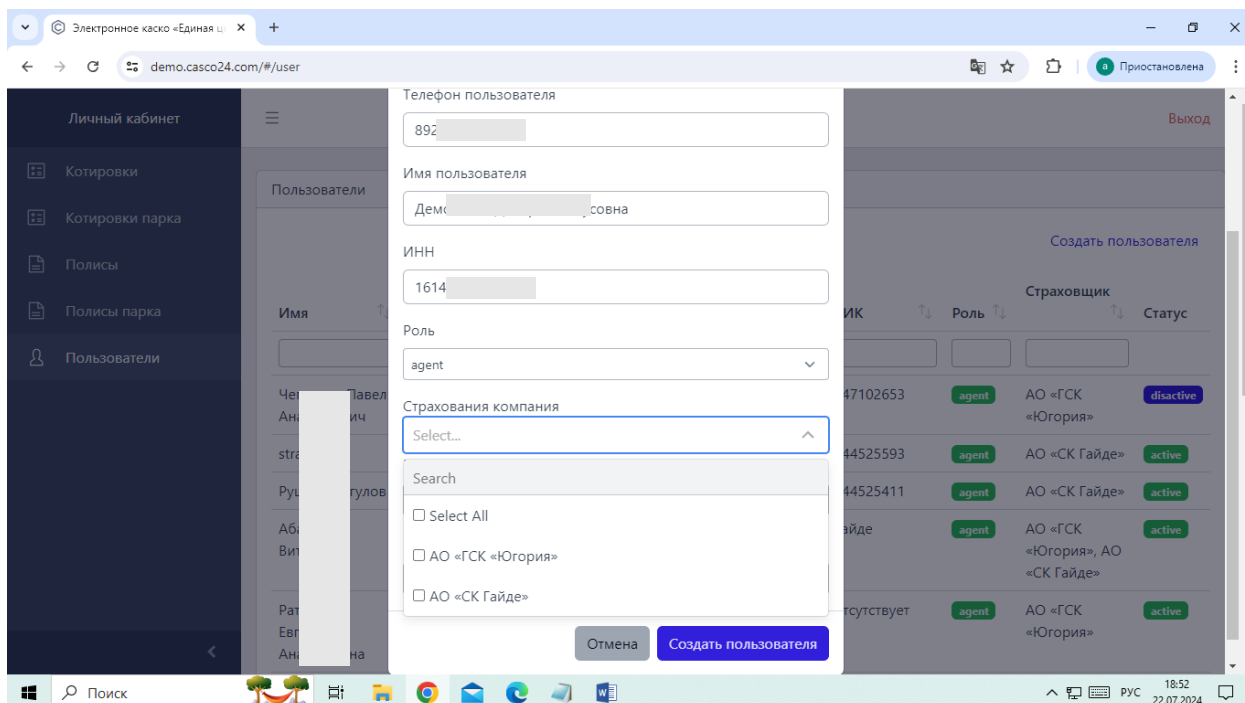 Электронное каско «Единая ц
demo.casco24.com/#/user
а Приостановлена
Личный кабинет
Выход
Котировки
Котировки парка
Полисы
Полисы парка
Пользователи
Пользователи
Создать пользователя
Имя
ИК
Роль
Страховщик
Статус
Павел
47102653 agent АО «ГСК «Югория» disactive
ич
44525593 agent АО «СК Гайде» active
гулов
44525411 agent АО «СК Гайде» active
айде agent АО «ГСК «Югория», АО «СК Гайде» active
тсутствует agent АО «ГСК «Югория» active
на
Телефон пользователя
892
Имя пользователя
Демо совна
ИНН
1614
Роль
agent
Страхования компания
Select...
Search
Select All
АО «ГСК «Югория»
АО «СК Гайде»
Отмена
Создать пользователя
Поиск
РУС
18:52
22.07.2024